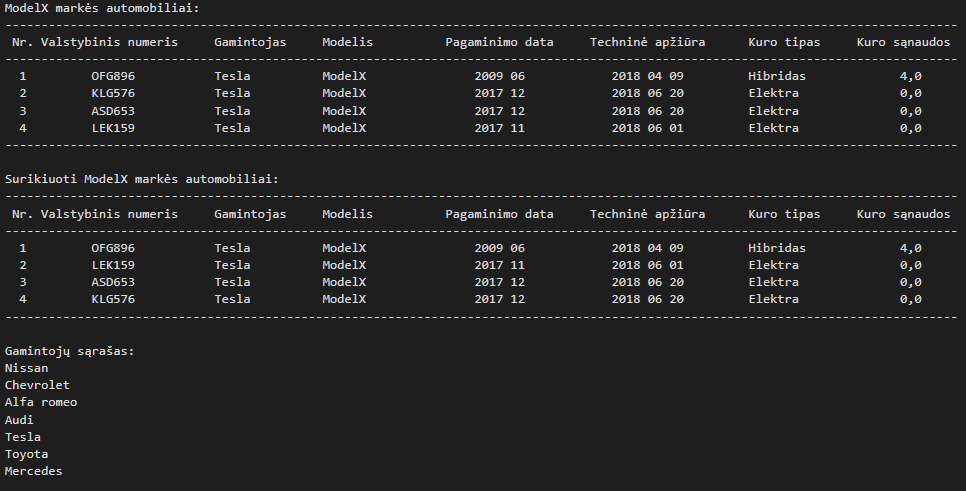 ModelX markės automobiliai:
------------------------------------------------------------------------------------------------------------------------------------
Nr. Valstybinis numeris Gamintojas Modelis Pagaminimo data Techninė apžiūra Kuro tipas Kuro sąnaudos
------------------------------------------------------------------------------------------------------------------------------------
1 OFG896 Tesla ModelX 2009 06 2018 04 09 Hibridas 4,0
2 KLG576 Tesla ModelX 2017 12 2018 06 20 Elektra 0,0
3 ASD653 Tesla ModelX 2017 12 2018 06 20 Elektra 0,0
4 LEK159 Tesla ModelX 2017 11 2018 06 01 Elektra 0,0
------------------------------------------------------------------------------------------------------------------------------------
Surikiuoti ModelX markės automobiliai:
------------------------------------------------------------------------------------------------------------------------------------
Nr. Valstybinis numeris Gamintojas Modelis Pagaminimo data Techninė apžiūra Kuro tipas Kuro sąnaudos
------------------------------------------------------------------------------------------------------------------------------------
1 OFG896 Tesla ModelX 2009 06 2018 04 09 Hibridas 4,0
2 LEK159 Tesla ModelX 2017 11 2018 06 01 Elektra 0,0
3 ASD653 Tesla ModelX 2017 12 2018 06 20 Elektra 0,0
4 KLG576 Tesla ModelX 2017 12 2018 06 20 Elektra 0,0
------------------------------------------------------------------------------------------------------------------------------------
Gamintojų sąrašas:
Nissan
Chevrolet
Alfa romeo
Audi
Tesla
Toyota
Mercedes